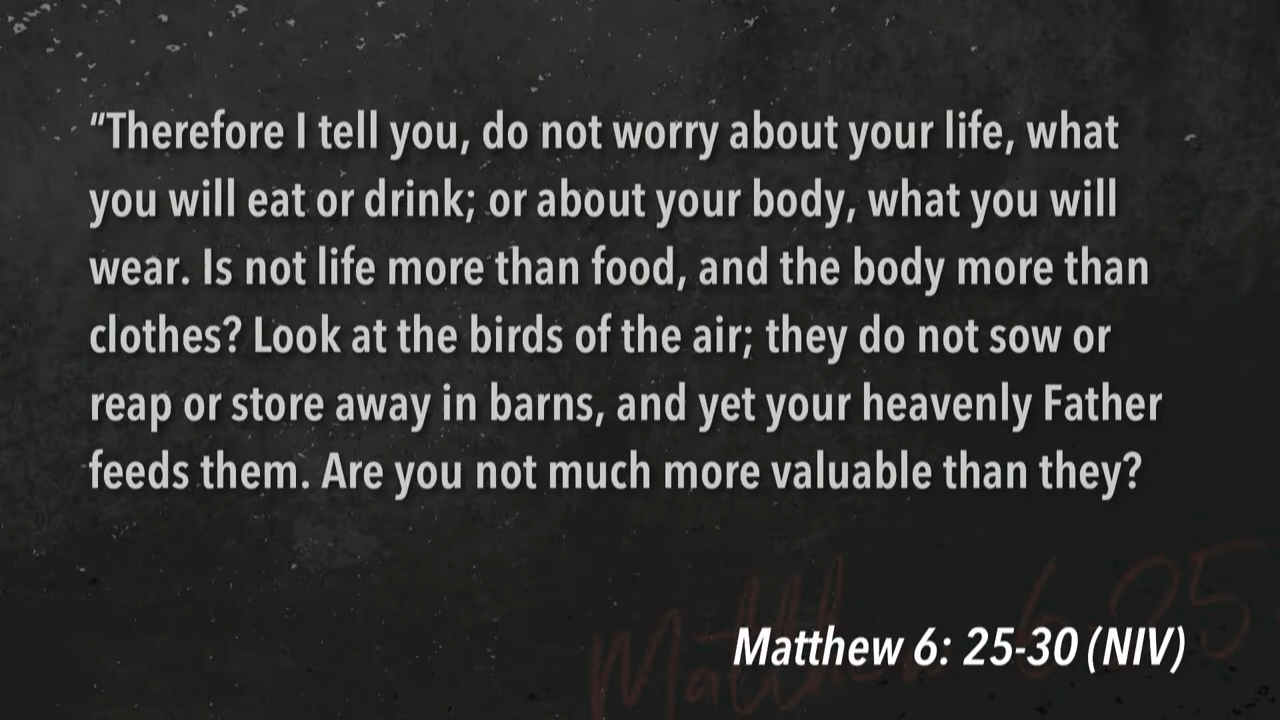 "Therefore I tell you, do not worry about your life, what
you will eat or drink; or about your body, what you will
wear. Is not life more than food, and the body more than
clothes? Look at the birds of the air; they do not sow or
reap or store away in barns, and yet your heavenly Father
feeds them. Are you not much more valuable than they?
Matthew 6:25
Matthew 6: 25-30 (NIV)